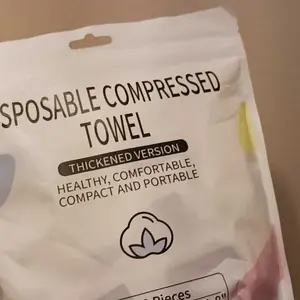 SPOSABLE COMPRESSED
TOWEL
THICKENED VERSION
HEALTHY, COMFORTABLE,
COMPACT AND PORTABLE
Pieces